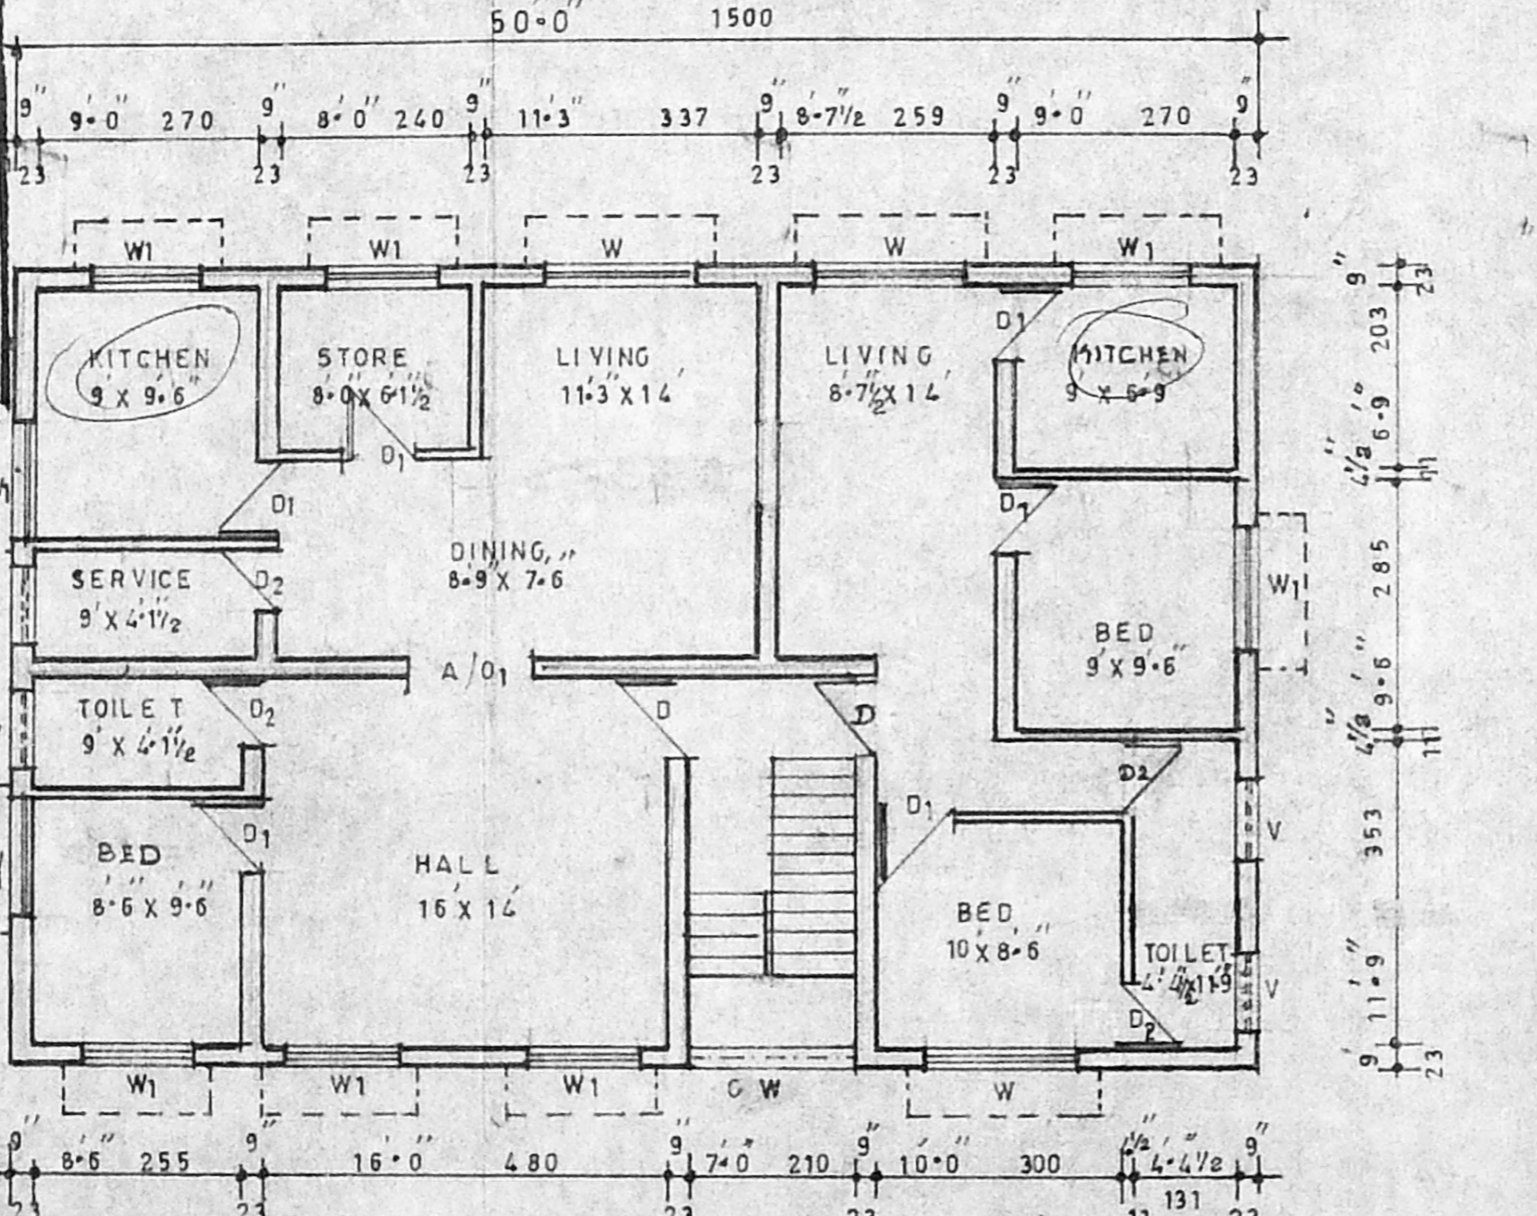 50'-0" 1500
9" 9'-0" 270 9" 8'-0" 240 9" 11'-3" 337 9" 8'-7½ 259 9" 9'-0" 270 9"
23 23 23 23 23 23
W1 W1 W W W1
KITCHEN
9' X 9'-6"
STORE
8'-0" X 6'-1½
LIVING
11'-3" X 14'
LIVING
8'-7½ X 14'
D1
KITCHEN
9' X 6'-9
D1
D1
D1
DINING
8'-9" X 7'-6"
SERVICE
9' X 4'-1½
D2
BED
9' X 9'-6"
W1
A/O1
TOILET
9' X 4'-1½
D2
D
D
D2
D1
D1
V
BED
8'-6" X 9'-6"
HALL
16' X 14'
BED
10' X 8'-6"
TOILET
4'-4½ X 11'-9"
V
D2
W1 W1 W1 G W W
9" 8'-6" 255 9" 16'-0" 480 9" 7'-0" 210 9" 10'-0" 300 4½" 4'-4½" 9"
131
23 23 23 23 11 23
9" 23
203
6'-9"
4½" 11
285
9'-6"
4½" 11
353
11'-9"
9" 23